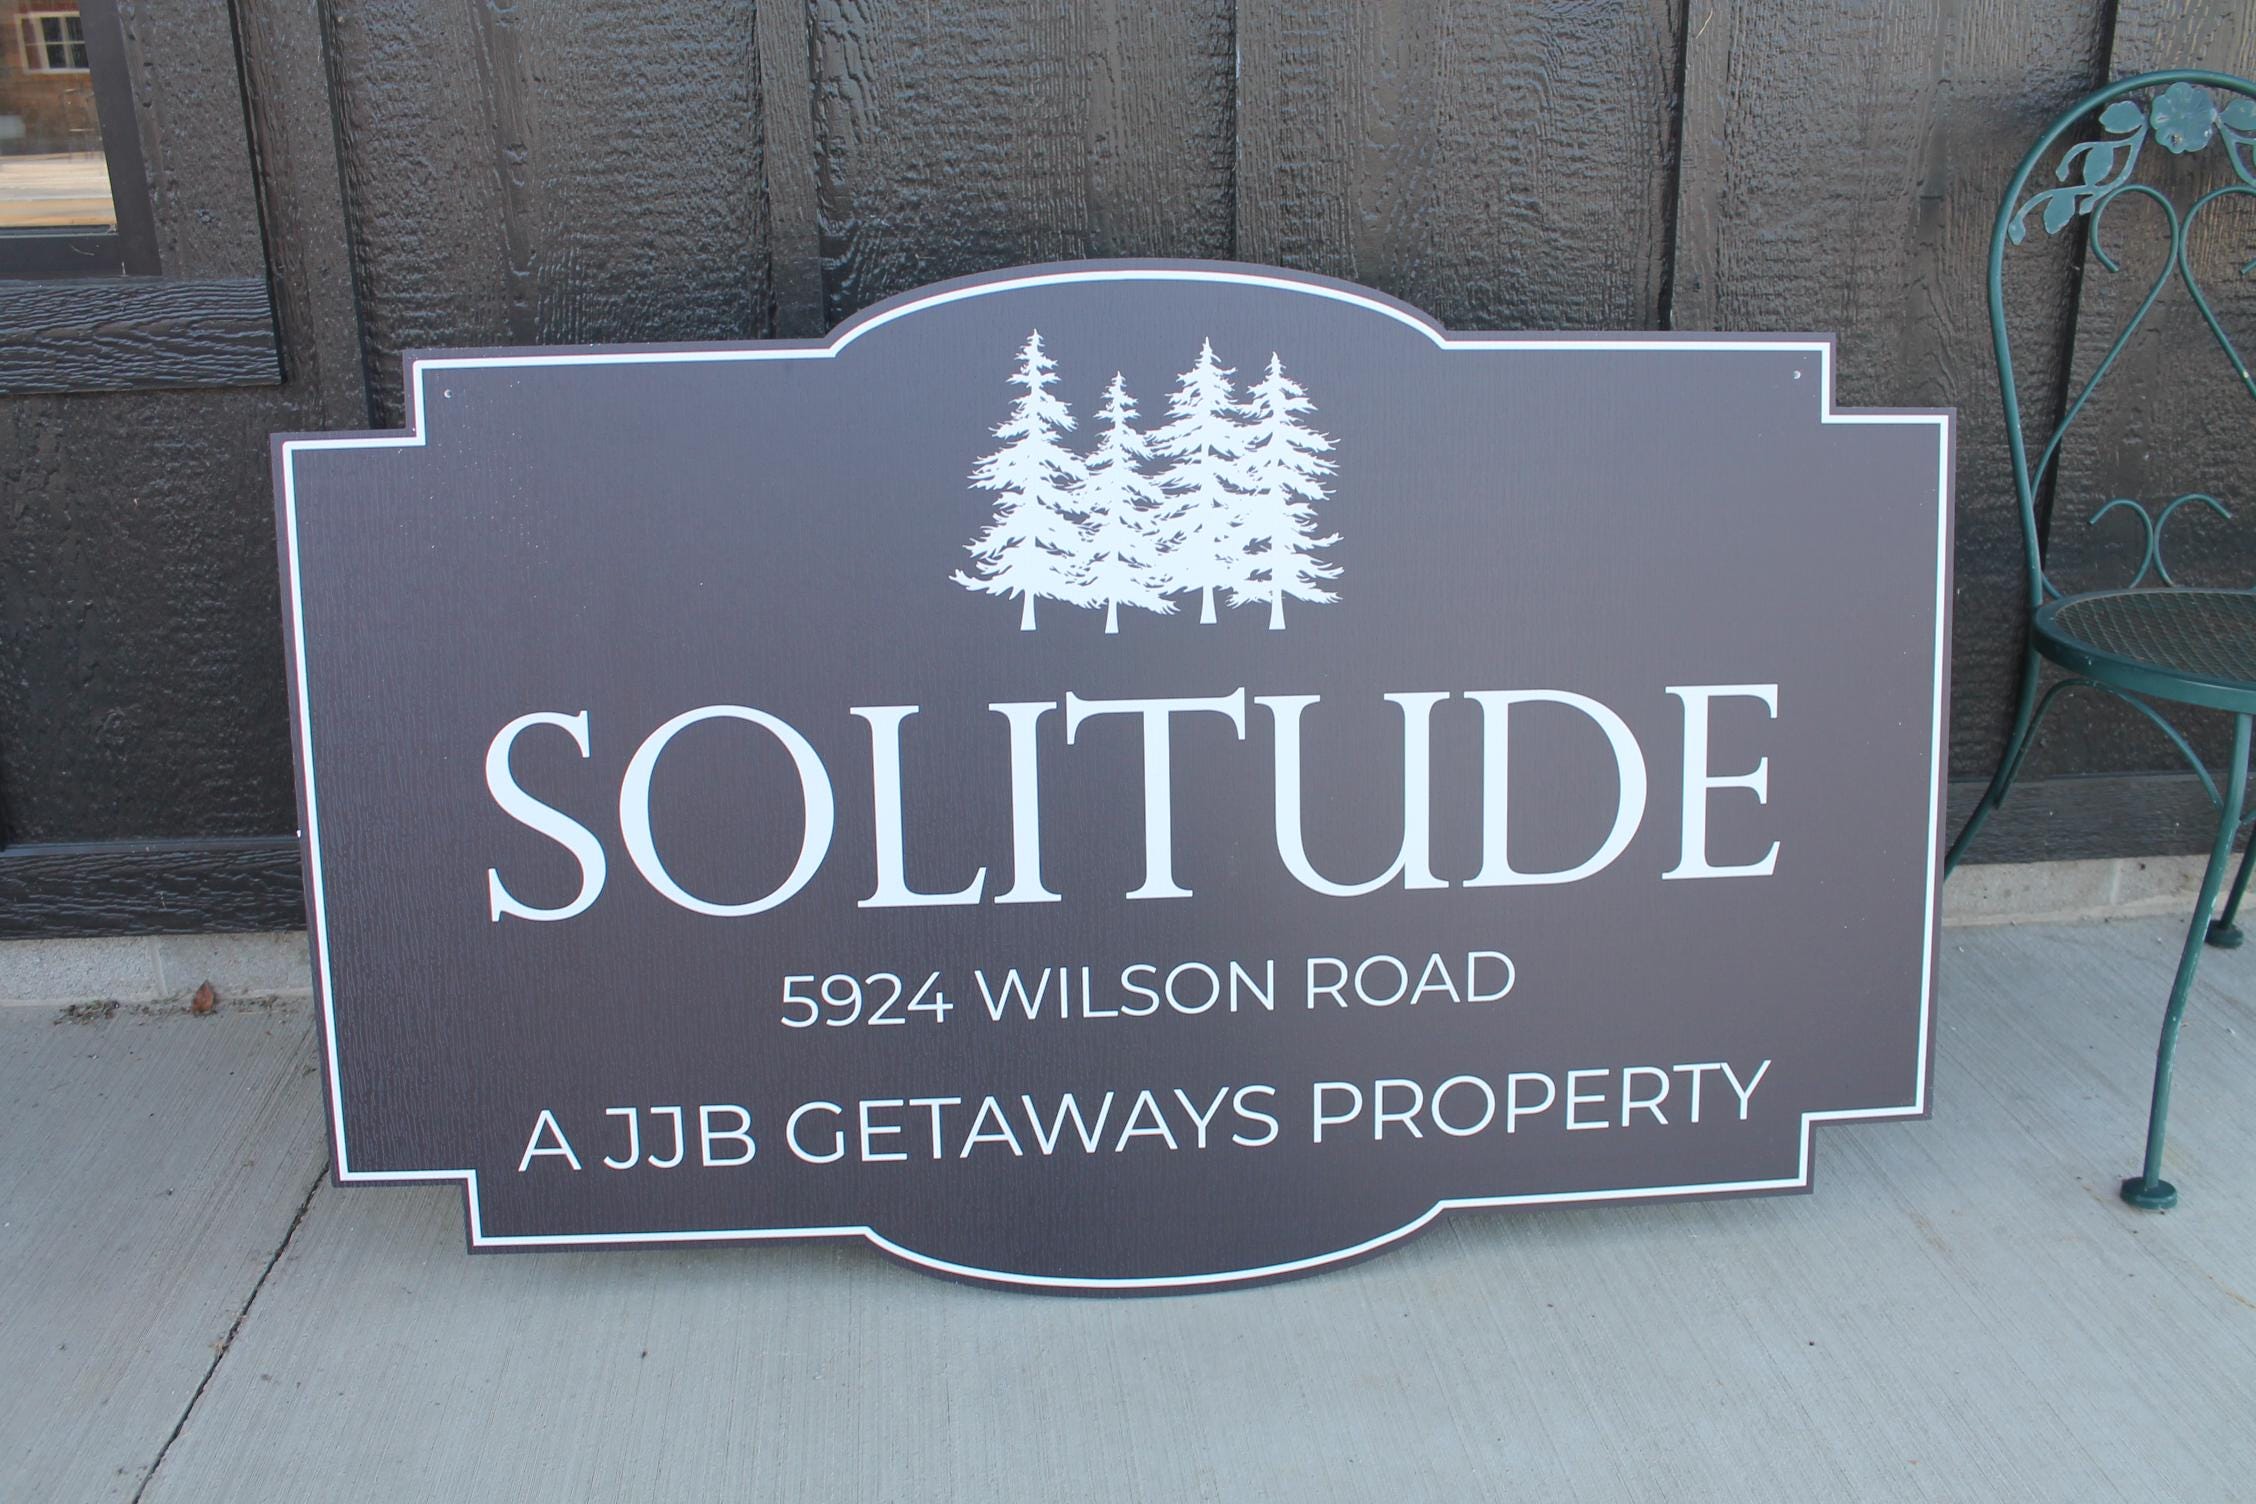 SOLITUDE
5924 WILSON ROAD
A JJB GETAWAYS PROPERTY